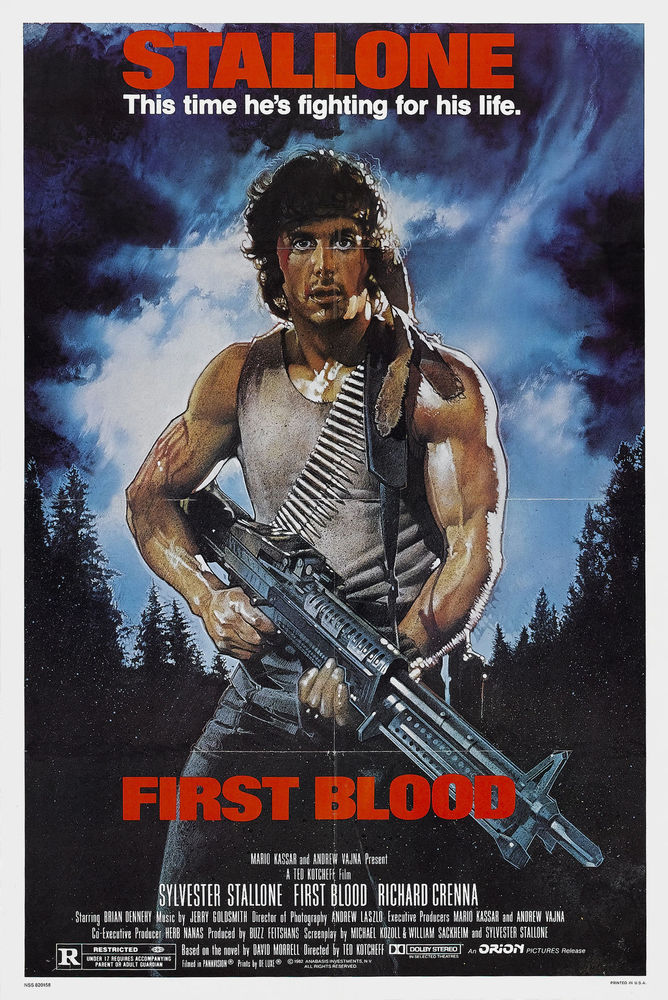 STALLONE
This time he's fighting for his life.
FIRST BLOOD
MARIO KASSAR and ANDREW VAJNA Present
A TED KOTCHEFF Film
SYLVESTER STALLONE FIRST BLOOD RICHARD CRENNA
Starring BRIAN DENNEHY Music by JERRY GOLDSMITH Director of Photography ANDREW LASZLO Executive Producers MARIO KASSAR and ANDREW VAJNA
Co-Executive Producer HERB NANAS Produced by BUZZ FEITSHANS Screenplay by MICHAEL KOZOLL & WILLIAM SACKHEIM and SYLVESTER STALLONE
R RESTRICTED
UNDER 17 REQUIRES ACCOMPANYING
PARENT OR ADULT GUARDIAN
Based on the novel by DAVID MORRELL Directed by TED KOTCHEFF DOLBY STEREO
IN SELECTED THEATRES
An ORION PICTURES Release
Filmed in PANAVISION® Prints by DE LUXE® © 1982 ANABASIS INVESTMENTS, N.V.
ALL RIGHTS RESERVED.
NSS 820158
PRINTED IN U.S.A.